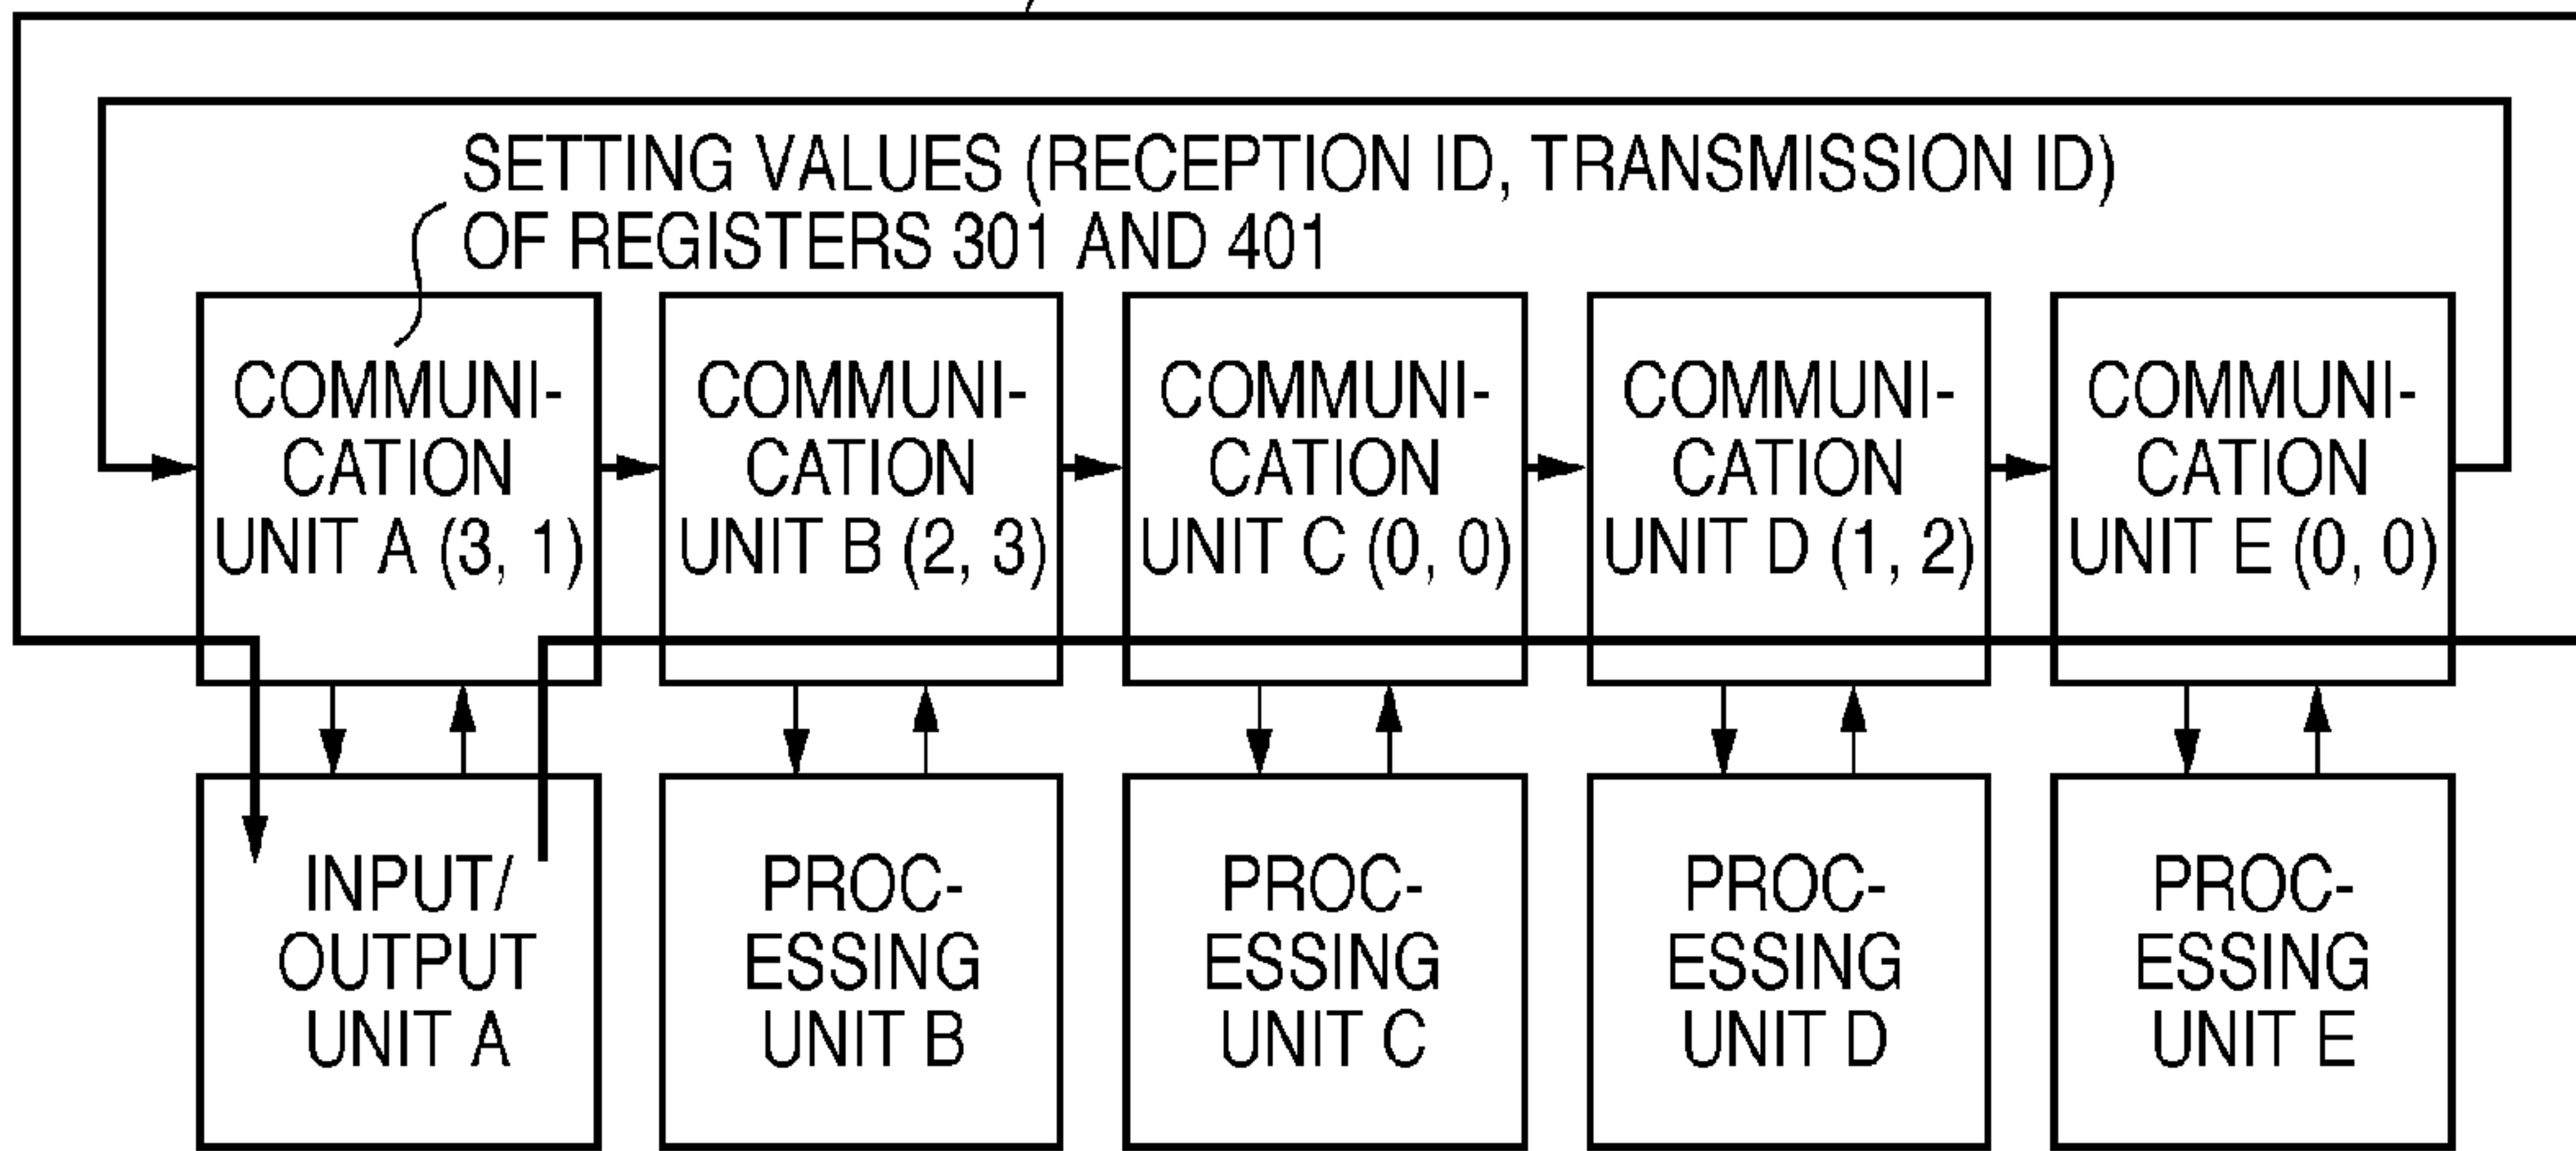 SETTING VALUES (RECEPTION ID, TRANSMISSION ID)
OF REGISTERS 301 AND 401
COMMUNI-
CATION
UNIT A (3, 1)
COMMUNI-
CATION
UNIT B (2, 3)
COMMUNI-
CATION
UNIT C (0, 0)
COMMUNI-
CATION
UNIT D (1, 2)
COMMUNI-
CATION
UNIT E (0, 0)
INPUT/
OUTPUT
UNIT A
PROC-
ESSING
UNIT B
PROC-
ESSING
UNIT C
PROC-
ESSING
UNIT D
PROC-
ESSING
UNIT E